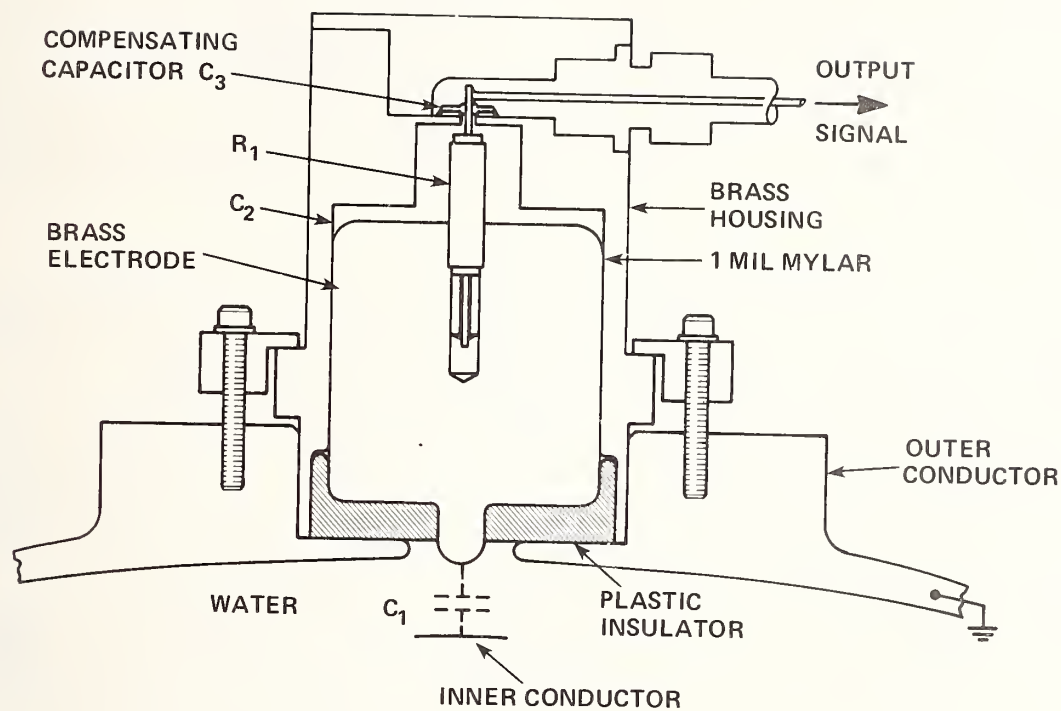 COMPENSATING
CAPACITOR C3
OUTPUT
SIGNAL
R1
C2
BRASS
HOUSING
BRASS
ELECTRODE
1 MIL MYLAR
OUTER
CONDUCTOR
WATER
C1
PLASTIC
INSULATOR
INNER CONDUCTOR